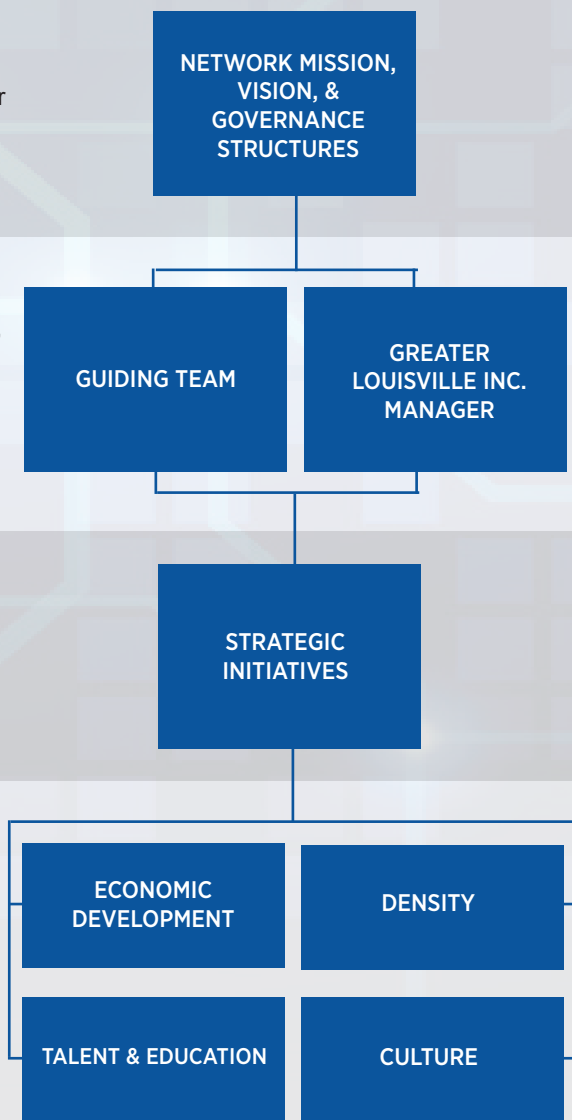 NETWORK MISSION,
VISION, &
GOVERNANCE
STRUCTURES
r
GUIDING TEAM
GREATER
LOUISVILLE INC.
MANAGER
STRATEGIC
INITIATIVES
ECONOMIC
DEVELOPMENT
DENSITY
TALENT & EDUCATION
CULTURE